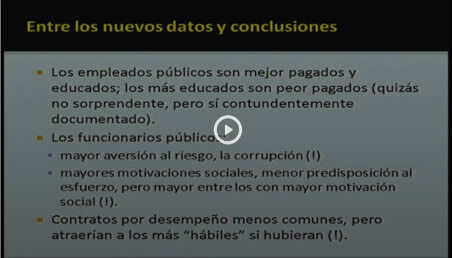 Entre los nuevos datos y conclusiones
Los empleados públicos son mejor pagados y
educados; los más educados son peor pagados (quizás
no sorprendente, pero sí contundentemente
documentado).
Los funcionarios públicos
mayor aversión al riesgo, la corrupción (!)
mayores motivaciones sociales, menor predisposición al
esfuerzo, pero mayor entre los con mayor motivación
social (!).
Contratos por desempeño menos comunes, pero
atraerían a los más “hábiles” si hubieran (!).